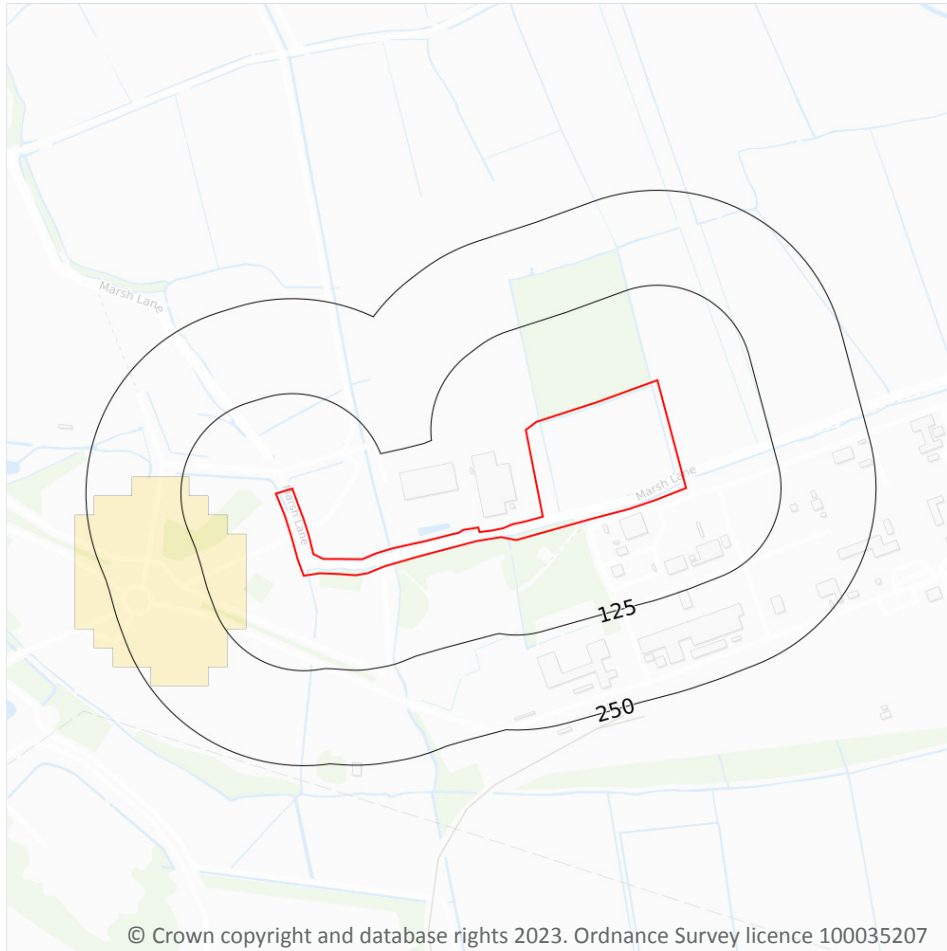 Marsh Lane
Marsh Lane
Marsh Lane
125
250
© Crown copyright and database rights 2023. Ordnance Survey licence 100035207